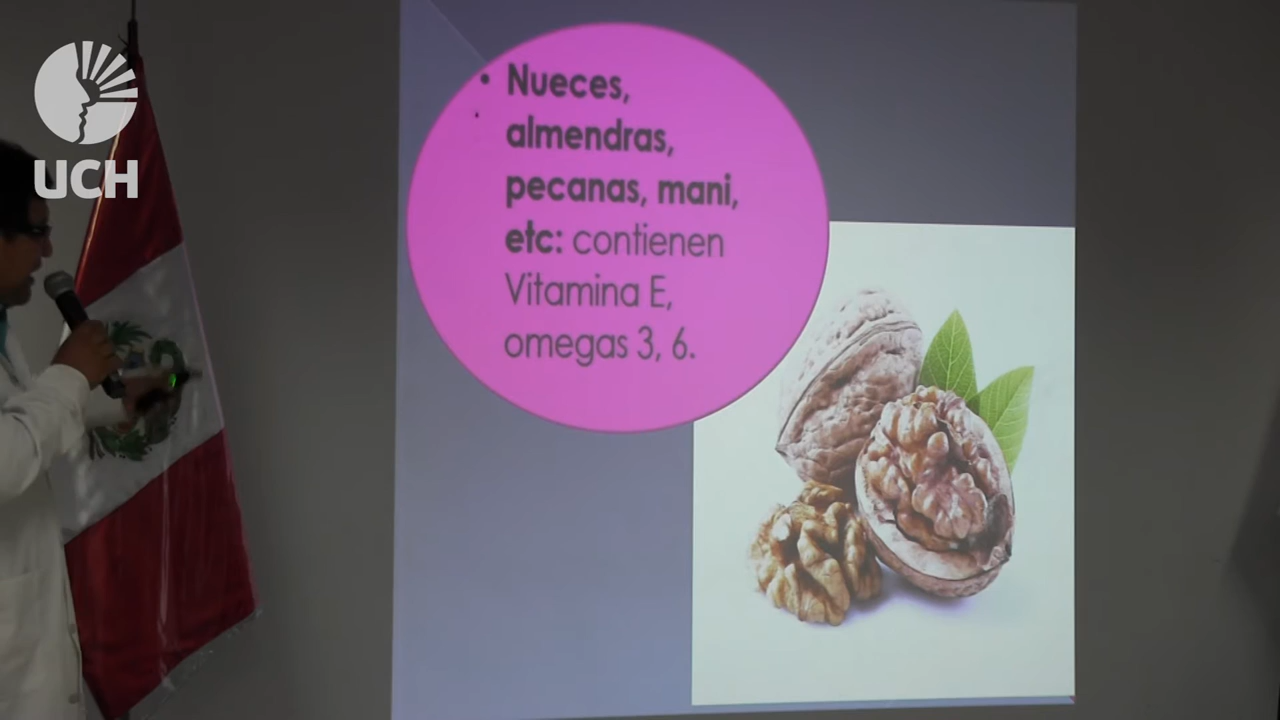 UCH
• Nueces,
almendras,
pecanas, mani,
etc: contienen
Vitamina E,
omegas 3, 6.